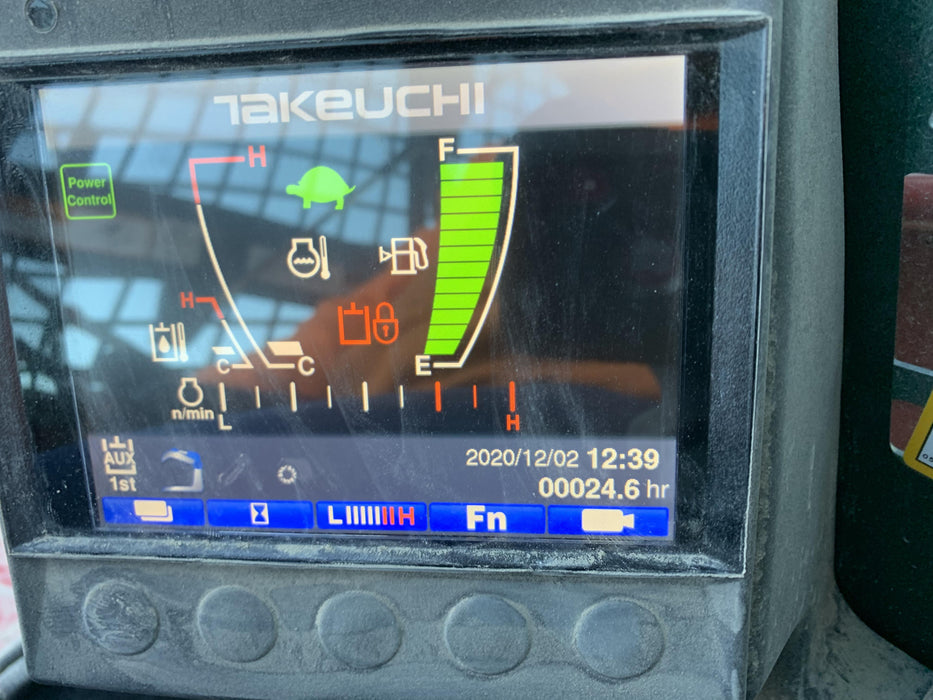 TAKEUCHI
Power
Control
H
F
H
C
C
E
n/min
L
H
AUX
1st
2020/12/02 12:39
00024.6 hr
L H
Fn